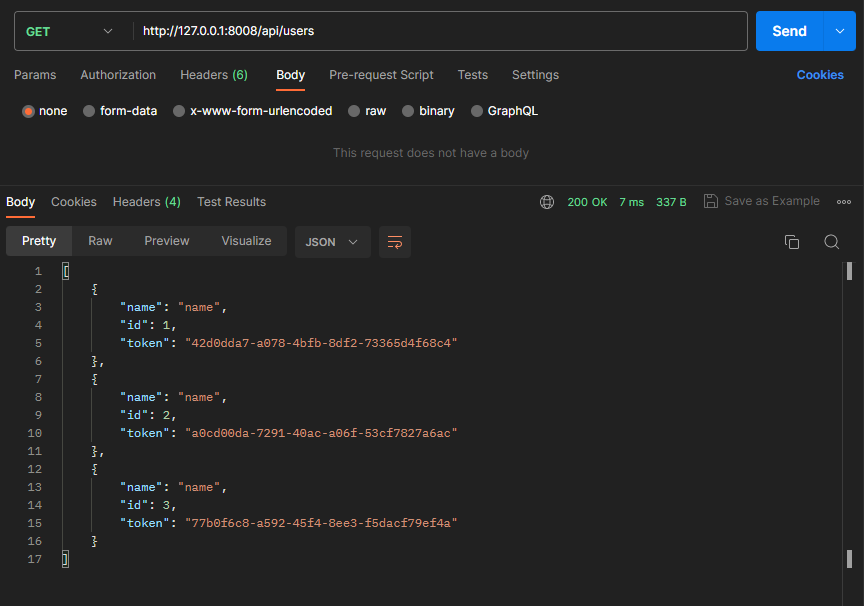 GET http://127.0.0.1:8008/api/users Send
Params Authorization Headers (6) Body Pre-request Script Tests Settings Cookies
none form-data x-www-form-urlencoded raw binary GraphQL
This request does not have a body
Body Cookies Headers (4) Test Results 200 OK 7 ms 337 B Save as Example
Pretty Raw Preview Visualize JSON
1 [
2 {
3 "name": "name",
4 "id": 1,
5 "token": "42d0dda7-a078-4bfb-8df2-73365d4f68c4"
6 },
7 {
8 "name": "name",
9 "id": 2,
10 "token": "a0cd00da-7291-40ac-a06f-53cf7827a6ac"
11 },
12 {
13 "name": "name",
14 "id": 3,
15 "token": "77b0f6c8-a592-45f4-8ee3-f5dacf79ef4a"
16 }
17 ]